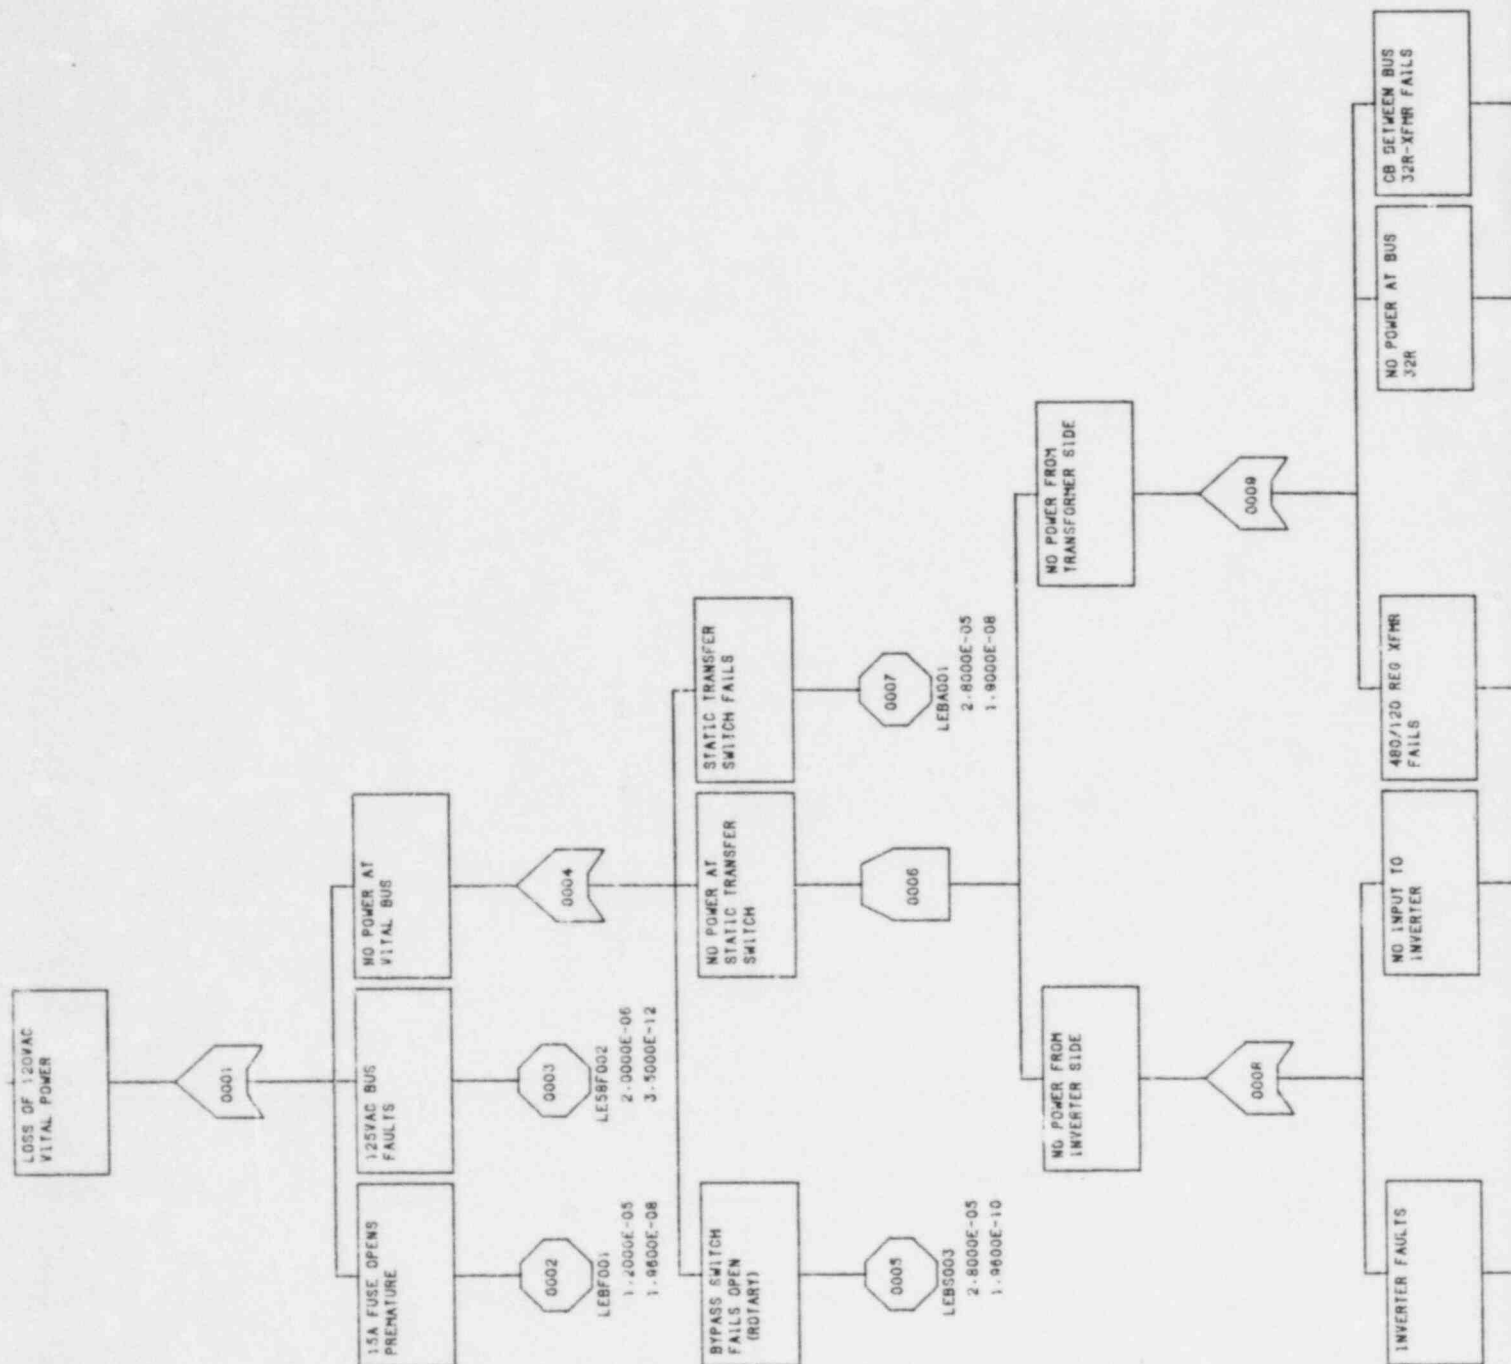 LOSS OF 120VAC
VITAL POWER
0001
15A FUSE OPENS
PREMATURE
125VAC BUS
FAULTS
NO POWER AT
VITAL BUS
0002
LEBF001
1.2000E-05
1.9600E-08
0003
LE5BF002
2.0000E-06
3.5000E-12
0004
BYPASS SWITCH
FAILS OPEN
(ROTARY)
NO POWER AT
STATIC TRANSFER
SWITCH
STATIC TRANSFER
SWITCH FAILS
0005
LEBS003
2.8000E-05
1.9600E-10
0006
0007
LEBA001
2.8000E-05
1.9000E-08
NO POWER FROM
INVERTER SIDE
NO POWER FROM
TRANSFORMER SIDE
0009
INVERTER FAULTS
NO INPUT TO
INVERTER
480/120 REG XFMR
FAILS
NO POWER AT BUS
32R
CB BETWEEN BUS
32R-XFMR FAILS